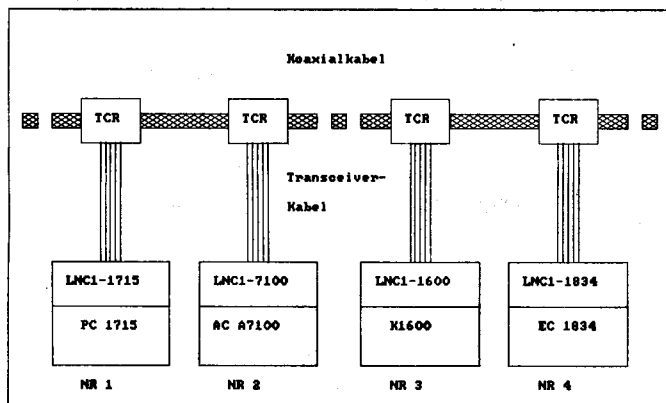 Koaxialkabel
TCR TCR TCR TCR
Transceiver-
Kabel
LNC1-1715 LNC1-7100 LNC1-1600 LNC1-1834
PC 1715 AC A7100 K1600 EC 1834
NR 1 NR 2 NR 3 NR 4